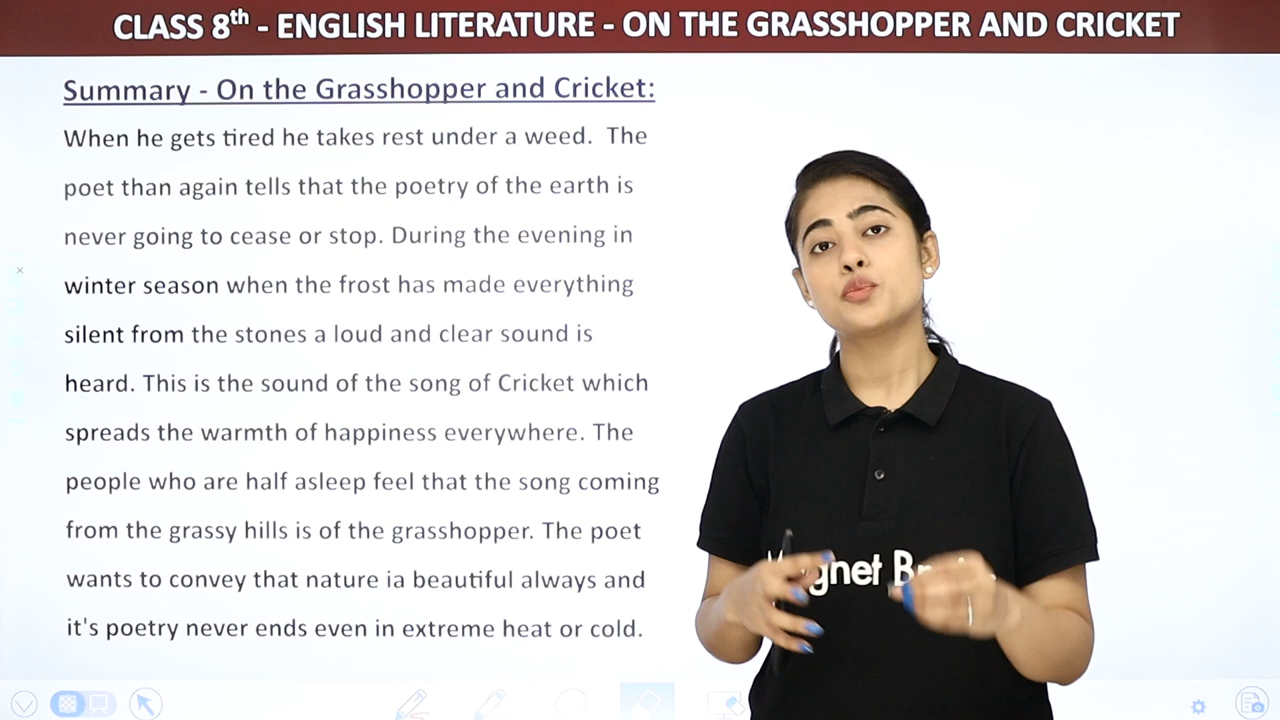 CLASS 8th - ENGLISH LITERATURE - ON THE GRASSHOPPER AND CRICKET
Summary - On the Grasshopper and Cricket:
When he gets tired he takes rest under a weed. The
poet than again tells that the poetry of the earth is
never going to cease or stop. During the evening in
winter season when the frost has made everything
silent from the stones a loud and clear sound is
heard. This is the sound of the song of Cricket which
spreads the warmth of happiness everywhere. The
people who are half asleep feel that the song coming
from the grassy hills is of the grasshopper. The poet
wants to convey that nature ia beautiful always and
it's poetry never ends even in extreme heat or cold.